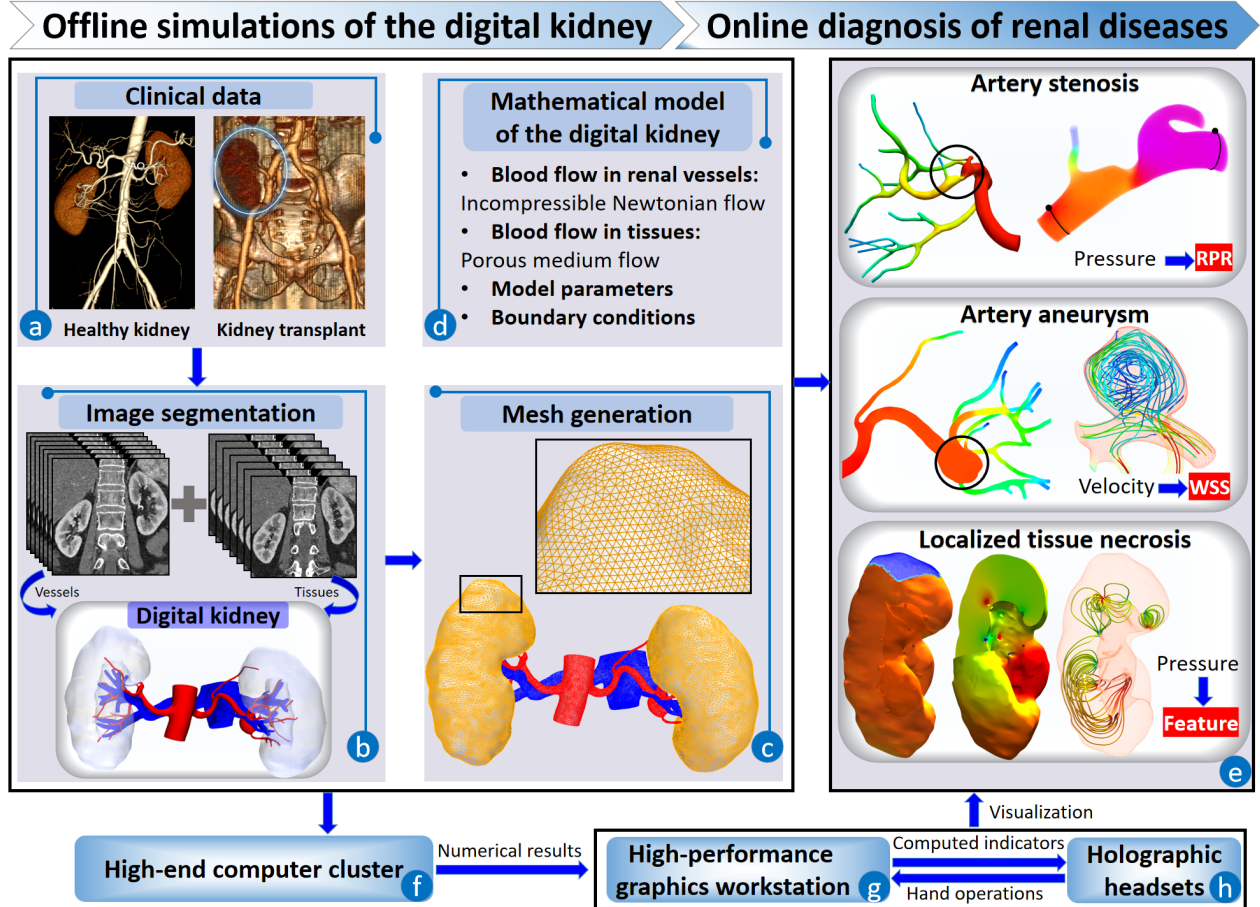 Offline simulations of the digital kidney
Online diagnosis of renal diseases
Clinical data
AO
a
Healthy kidney
Kidney transplant
Mathematical model
of the digital kidney
• Blood flow in renal vessels:
Incompressible Newtonian flow
• Blood flow in tissues:
Porous medium flow
• Model parameters
• Boundary conditions
d
Image segmentation
Vessels
Tissues
Digital kidney
b
Mesh generation
c
Artery stenosis
Pressure
RPR
Artery aneurysm
Velocity
WSS
Localized tissue necrosis
Pressure
Feature
e
Visualization
High-end computer cluster
f
Numerical results
High-performance
graphics workstation
g
Computed indicators
Hand operations
Holographic
headsets
h